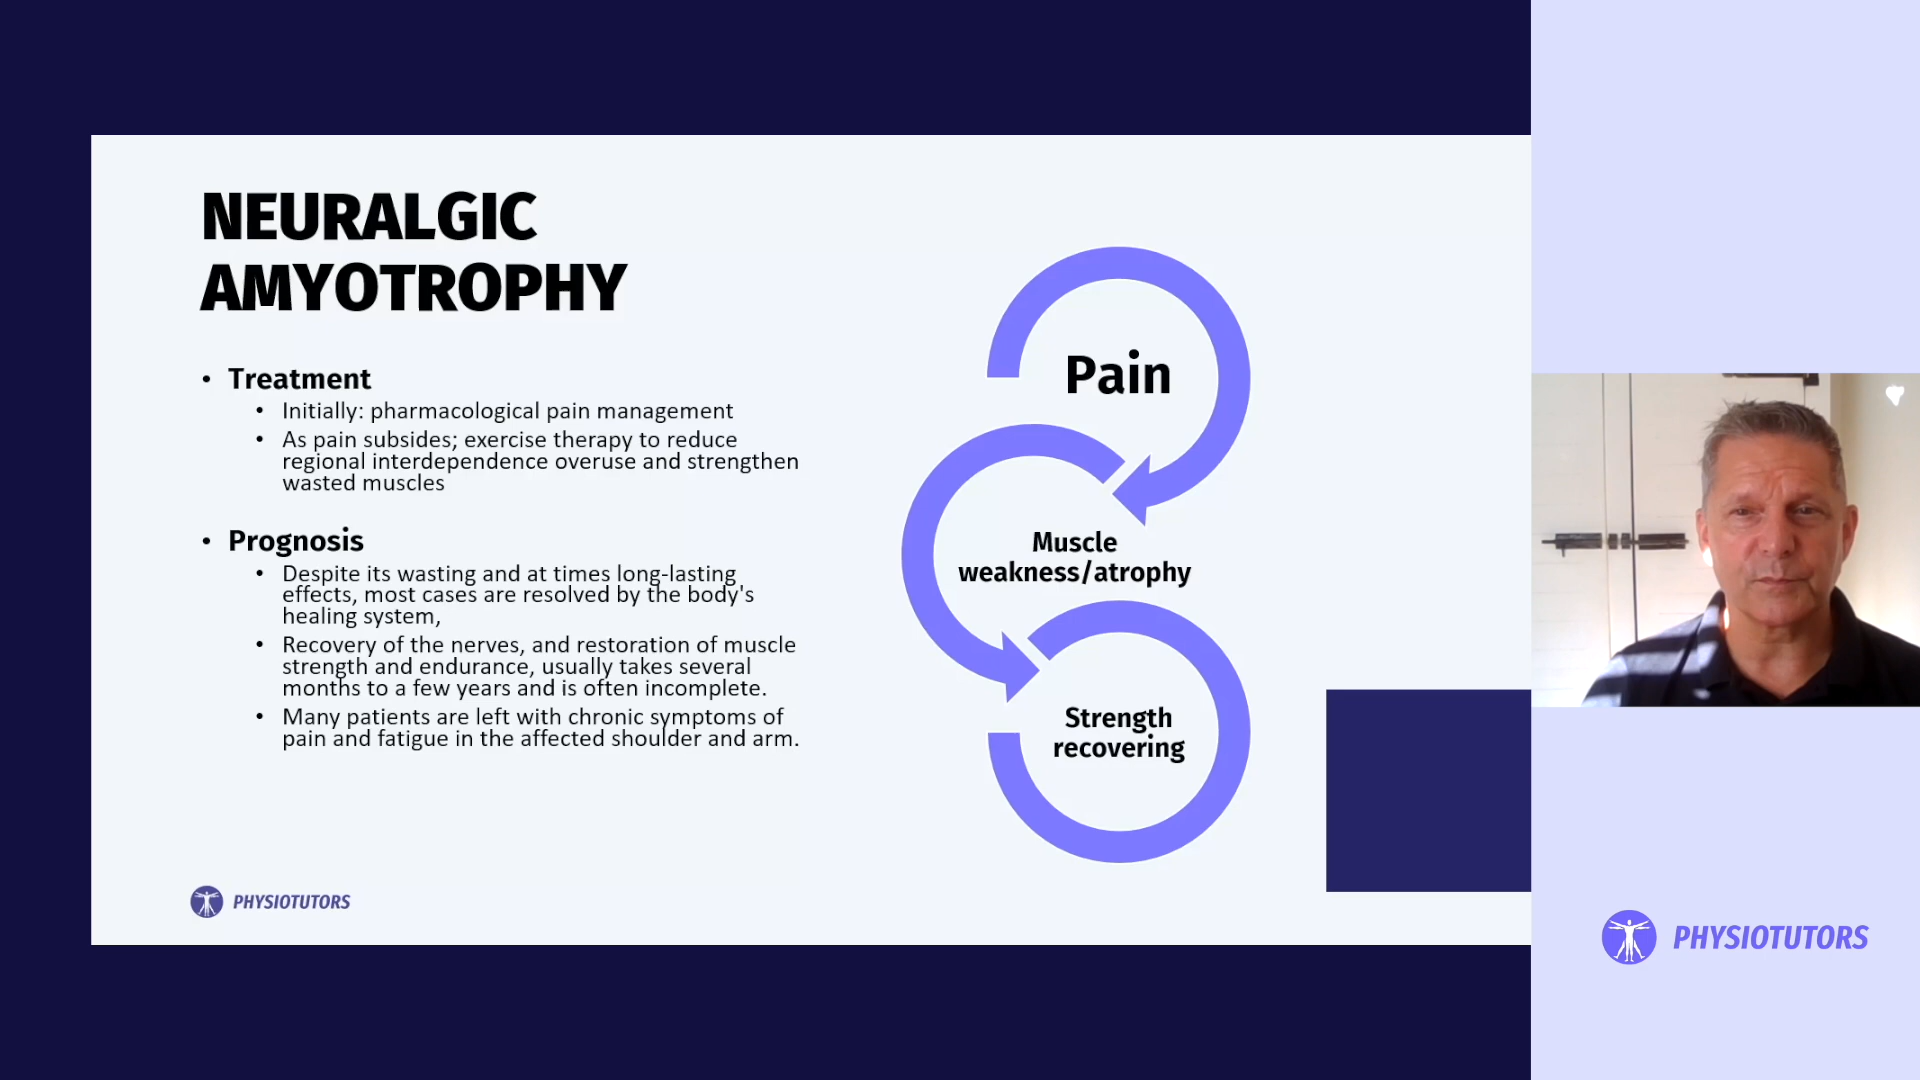 NEURALGIC
AMYOTROPHY
• Treatment
• Initially: pharmacological pain management
• As pain subsides; exercise therapy to reduce
regional interdependence overuse and strengthen
wasted muscles
• Prognosis
• Despite its wasting and at times long-lasting
effects, most cases are resolved by the body's
healing system,
• Recovery of the nerves, and restoration of muscle
strength and endurance, usually takes several
months to a few years and is often incomplete.
• Many patients are left with chronic symptoms of
pain and fatigue in the affected shoulder and arm.
Pain
Muscle
weakness/atrophy
Strength
recovering
PHYSIOTUTORS
PHYSIOTUTORS